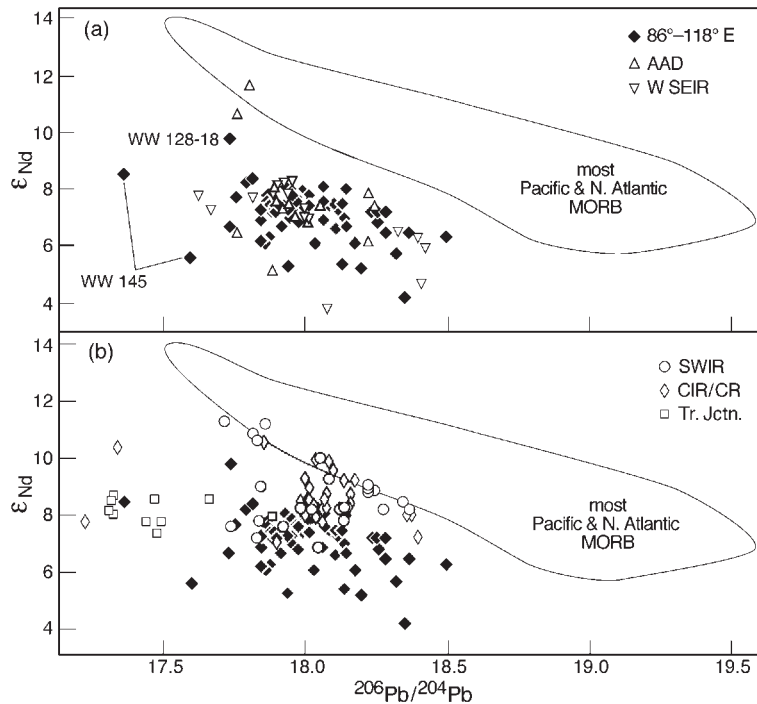 14
(a)
◆ 86°–118° E
△ AAD
▽ W SEIR
12
10
WW 128-18
εNd
8
most
Pacific & N. Atlantic
MORB
6
WW 145
4
14
(b)
○ SWIR
◇ CIR/CR
□ Tr. Jctn.
12
10
εNd
8
most
Pacific & N. Atlantic
MORB
6
4
17.5 18.0 18.5 19.0 19.5
²⁰⁶Pb/²⁰⁴Pb